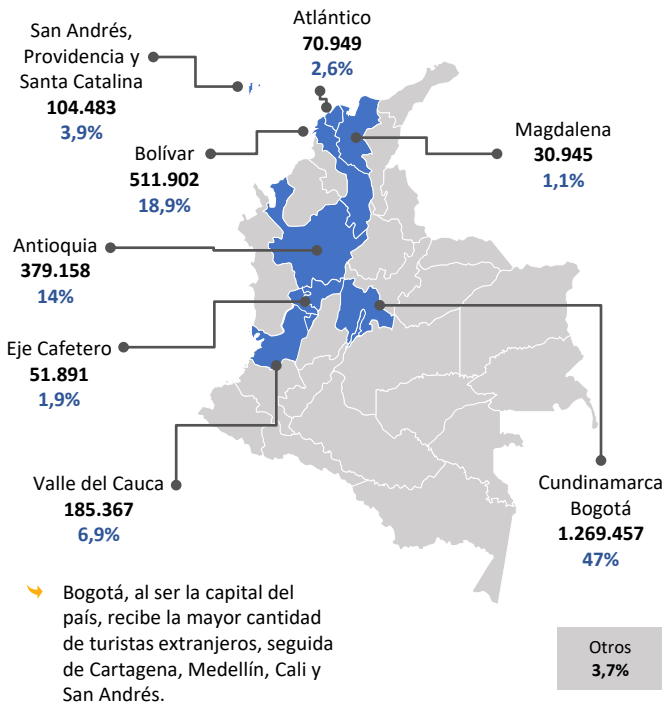 Atlántico
70.949
2,6%
San Andrés,
Providencia y
Santa Catalina
104.483
3,9%
Magdalena
30.945
1,1%
Bolívar
511.902
18,9%
Antioquia
379.158
14%
Eje Cafetero
51.891
1,9%
Valle del Cauca
185.367
6,9%
Cundinamarca
Bogotá
1.269.457
47%
Bogotá, al ser la capital del
país, recibe la mayor cantidad
de turistas extranjeros, seguida
de Cartagena, Medellín, Cali y
San Andrés.
Otros
3,7%